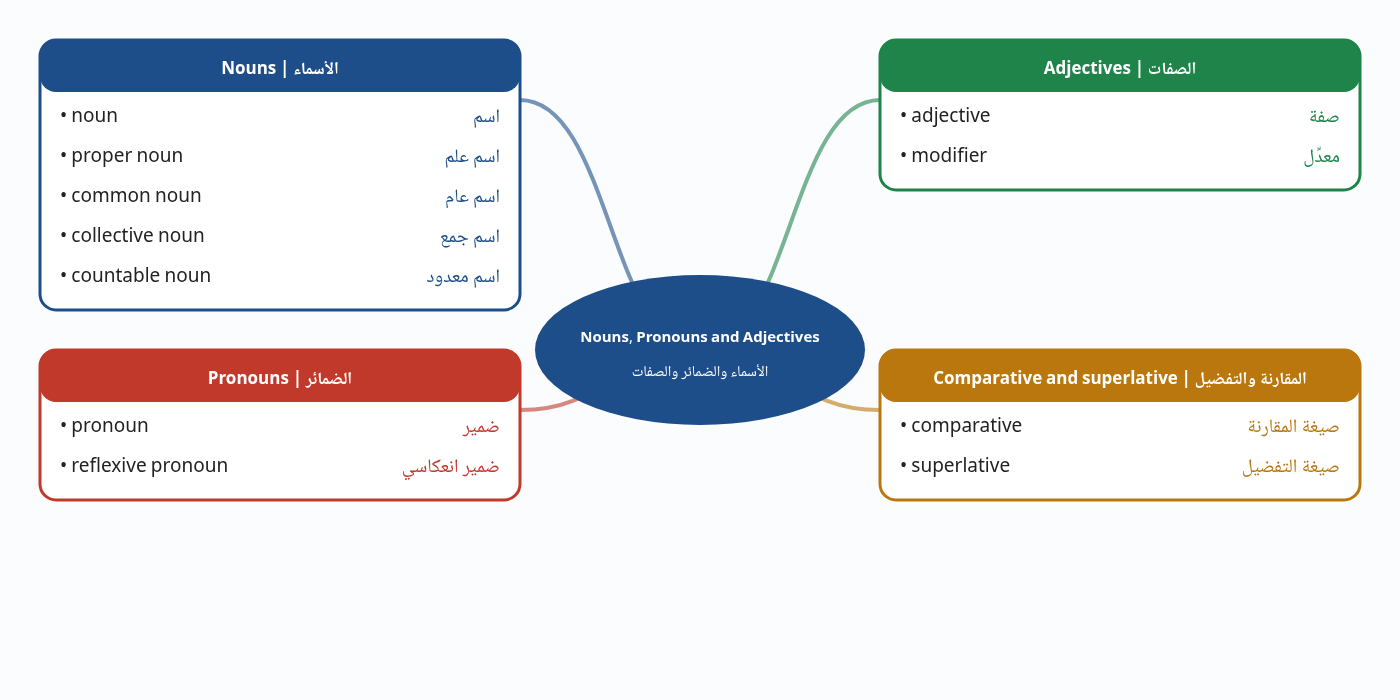 Nouns | الأسماء
• noun اسم
• proper noun اسم علم
• common noun اسم عام
• collective noun اسم جمع
• countable noun اسم معدود
Adjectives | الصفات
• adjective صفة
• modifier معدِّل
Nouns, Pronouns and Adjectives
الأسماء والضمائر والصفات
Pronouns | الضمائر
• pronoun ضمير
• reflexive pronoun ضمير انعكاسي
Comparative and superlative | المقارنة والتفضيل
• comparative صيغة المقارنة
• superlative صيغة التفضيل